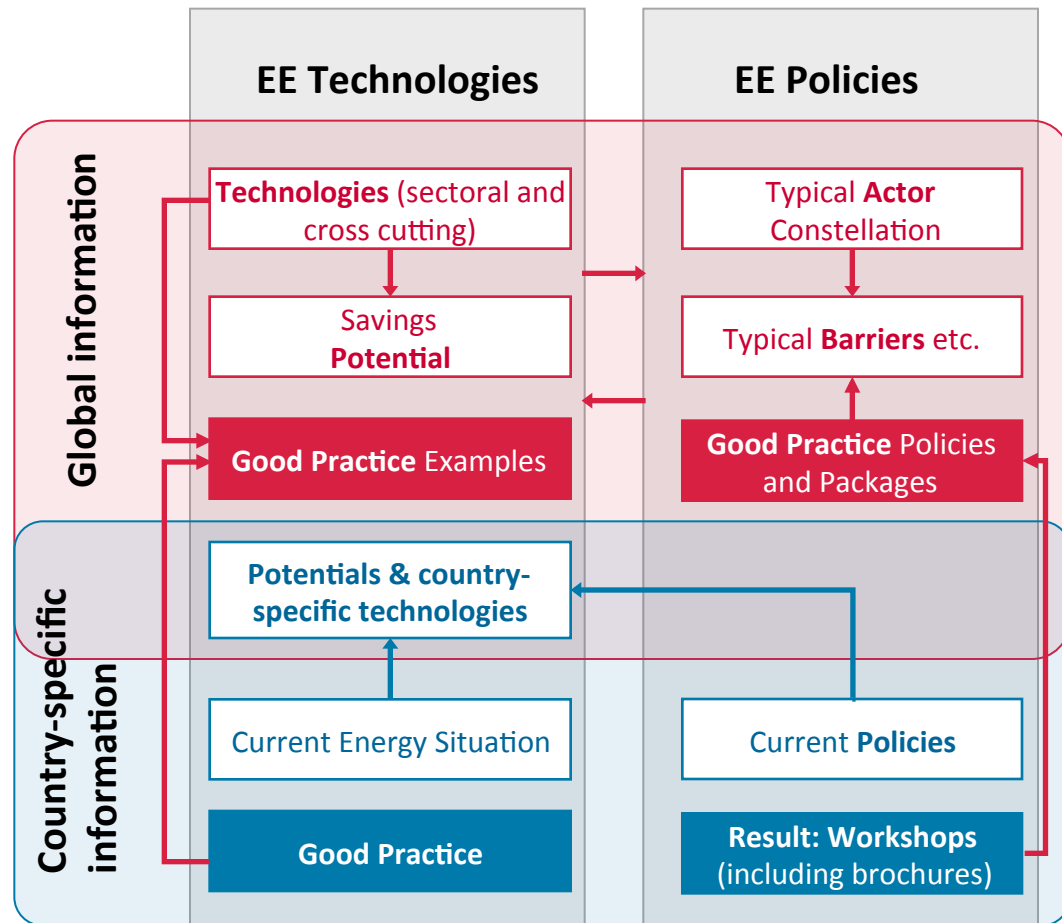 EE Technologies
EE Policies
Global information
Technologies (sectoral and
cross cutting)
Typical Actor
Constellation
Savings
Potential
Typical Barriers etc.
Good Practice Examples
Good Practice Policies
and Packages
Country-specific
information
Potentials & country-
specific technologies
Current Energy Situation
Current Policies
Good Practice
Result: Workshops
(including brochures)